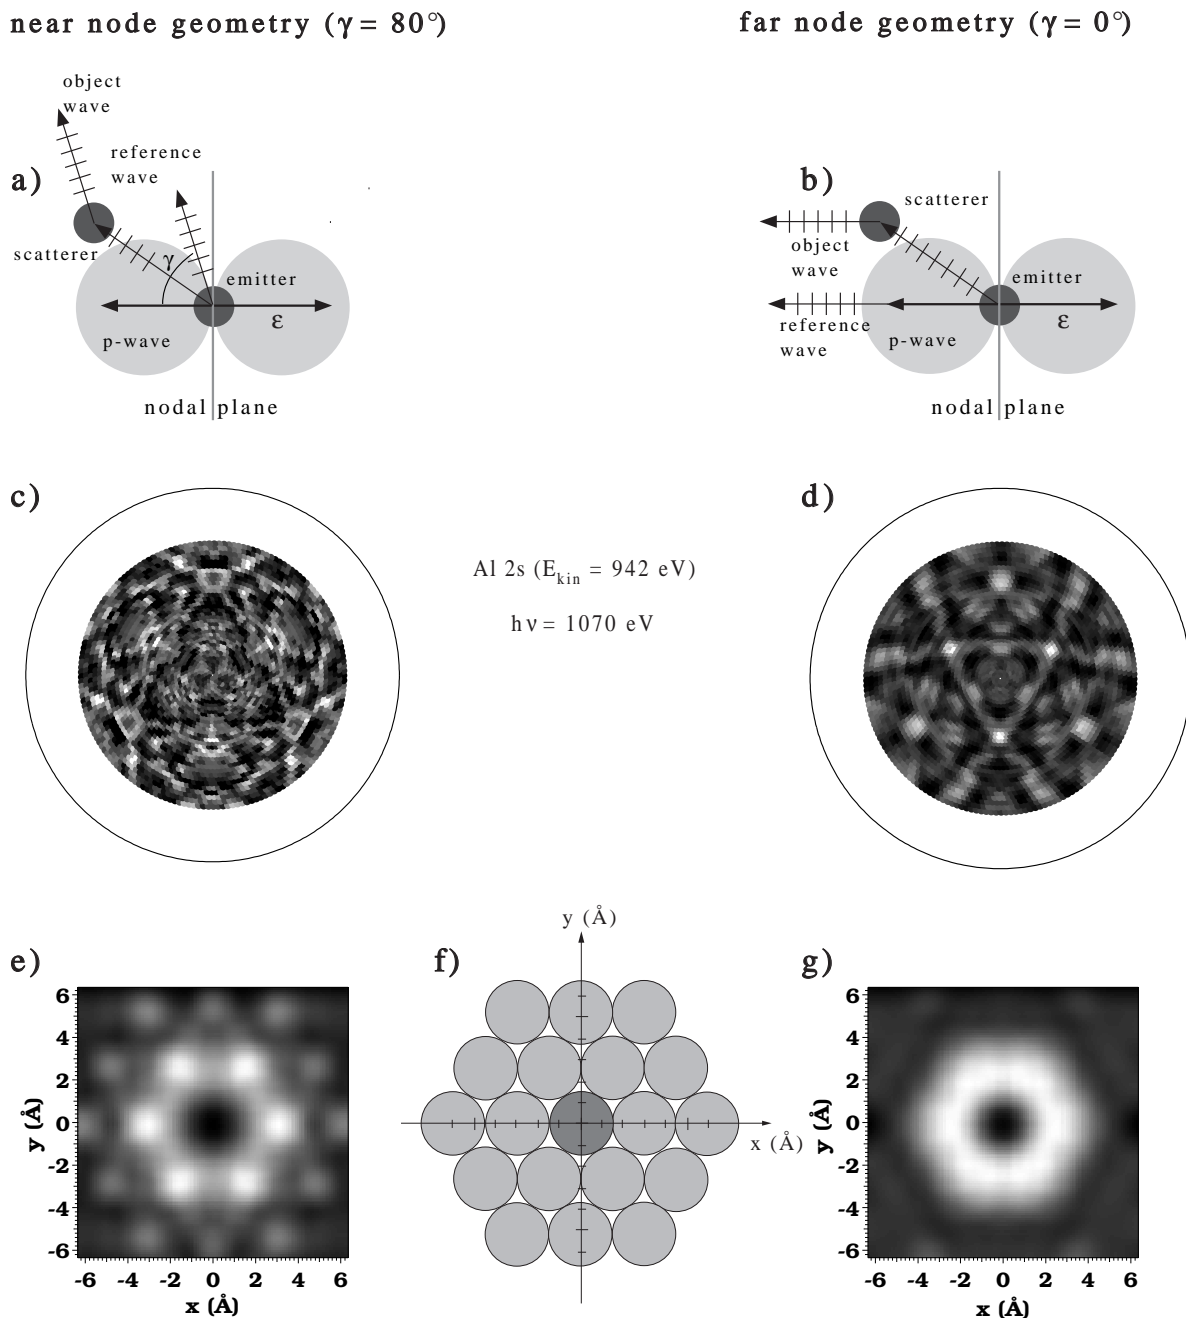 near node geometry (γ = 80°)
far node geometry (γ = 0°)
a)
object
wave
reference
wave
scatterer
γ
emitter
ε
p-wave
nodal plane
b)
scatterer
object
wave
emitter
reference
wave
p-wave
ε
nodal plane
c)
Al 2s (E_kin = 942 eV)
hν = 1070 eV
d)
e)
6
4
2
0
-2
-4
-6
y (Å)
-6 -4 -2 0 2 4 6
x (Å)
f)
y (Å)
x (Å)
g)
6
4
2
0
-2
-4
-6
y (Å)
-6 -4 -2 0 2 4 6
x (Å)